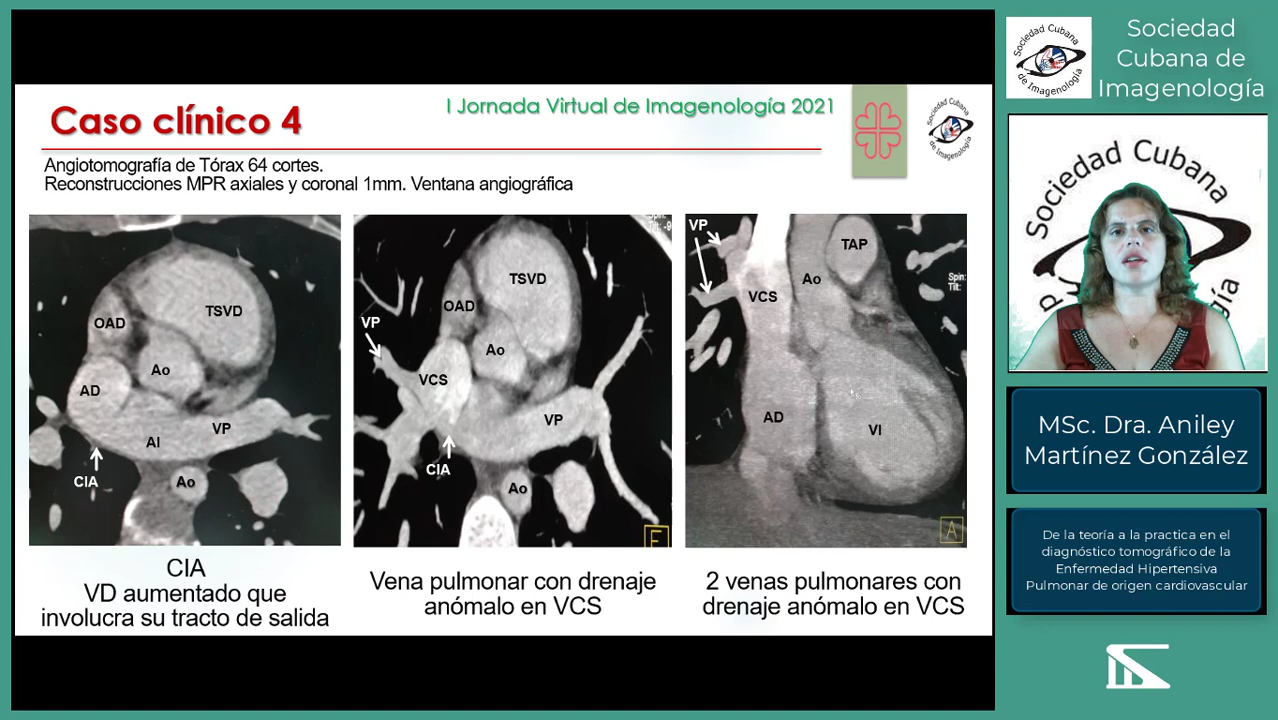 Caso clínico 4
I Jornada Virtual de Imagenología 2021
Angiotomografía de Tórax 64 cortes.
Reconstrucciones MPR axiales y coronal 1mm. Ventana angiográfica
TSVD
OAD
Ao
AD
AI
VP
CIA
Ao
TSVD
OAD
VP
Ao
VCS
VP
CIA
Ao
VP
TAP
Ao
VCS
Spin:
Tilt:
AD
VI
A
CIA
VD aumentado que
involucra su tracto de salida
Vena pulmonar con drenaje
anómalo en VCS
2 venas pulmonares con
drenaje anómalo en VCS
Sociedad Cubana
de Imagenología
Sociedad
Cubana de
Imagenología
Sociedad Cubana
MSc. Dra. Aniley
Martínez González
De la teoría a la practica en el
diagnóstico tomográfico de la
Enfermedad Hipertensiva
Pulmonar de origen cardiovascular